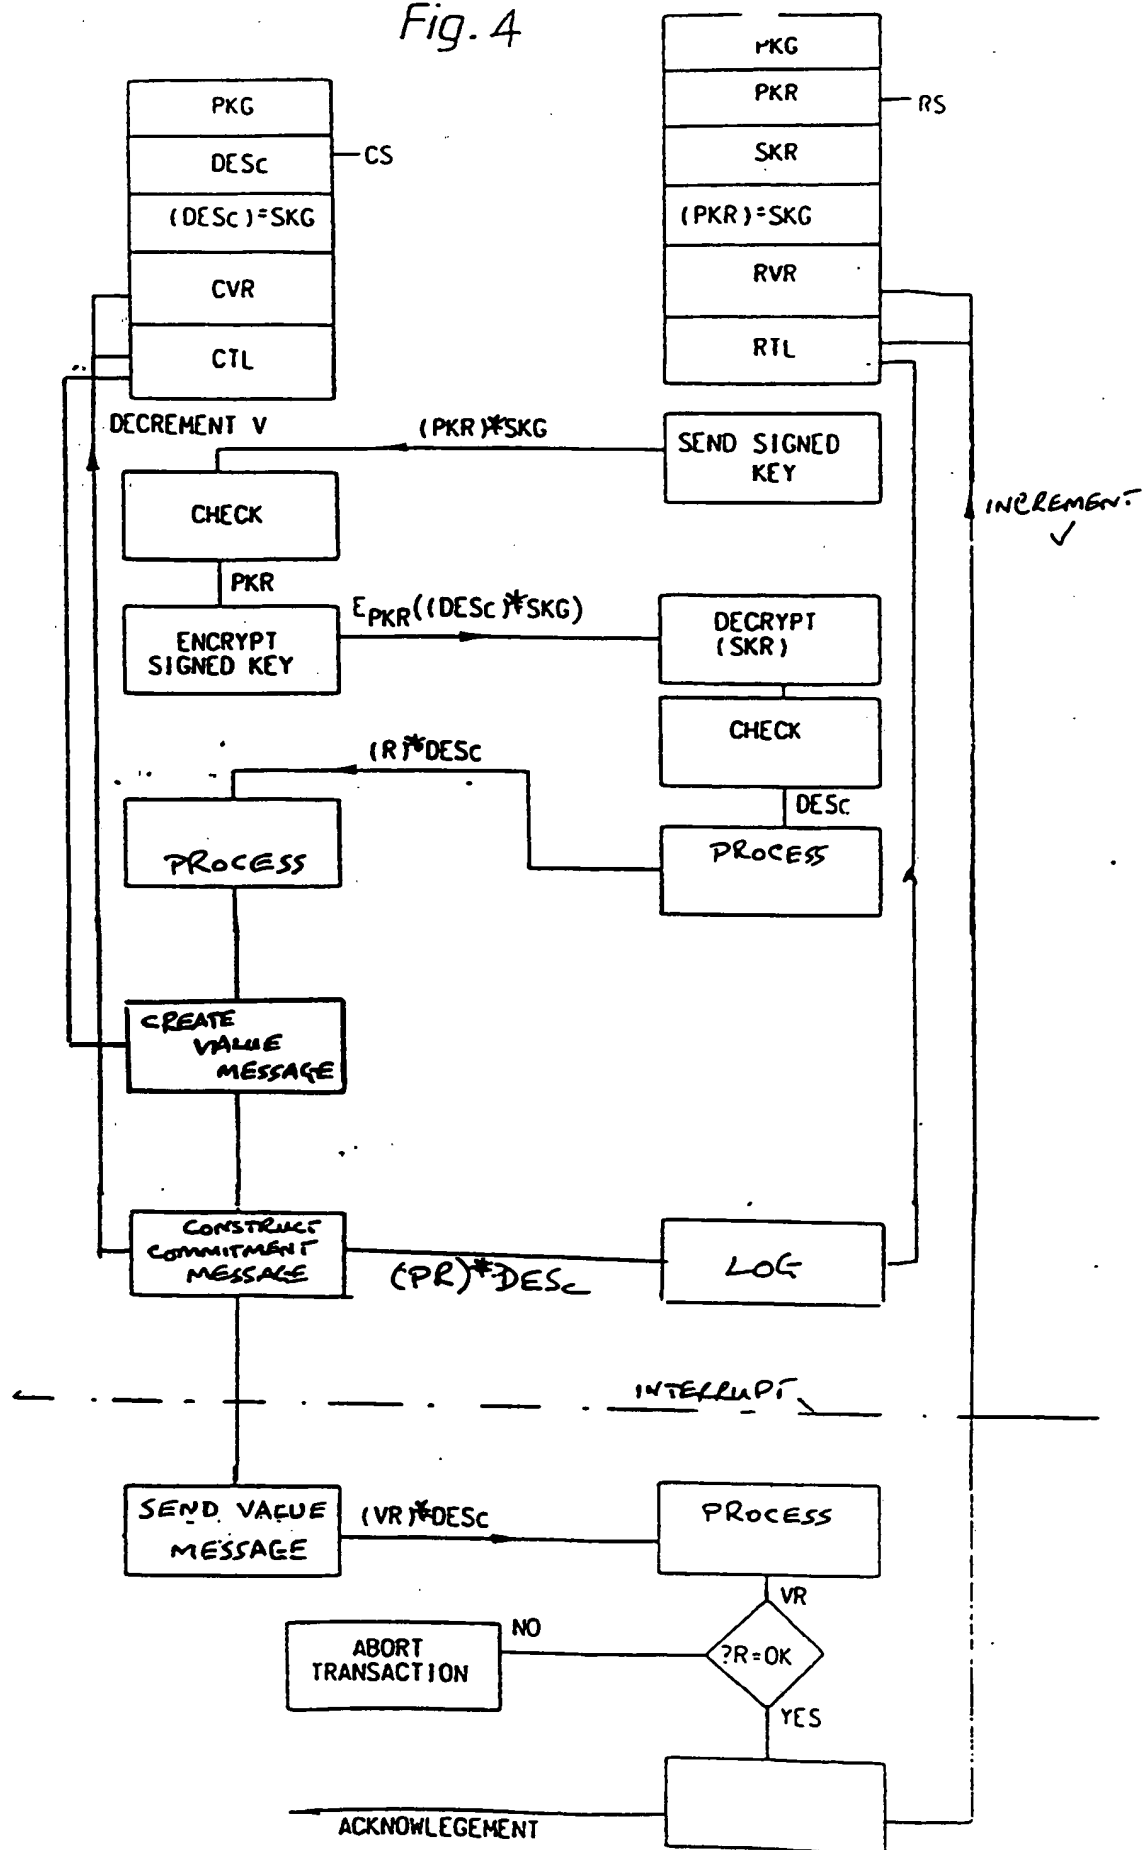 Fig. 4
PKG
DESc
CS
(DESc)=SKG
CVR
CTL
PKG
PKR
RS
SKR
(PKR)=SKG
RVR
RTL
DECREMENT V
(PKR)*SKG
SEND SIGNED
KEY
CHECK
INCREMENT
PKR
ENCRYPT
SIGNED KEY
EPKR((DESc)*SKG)
DECRYPT
(SKR)
CHECK
(R)*DESc
DESc
PROCESS
PROCESS
CREATE
VALUE
MESSAGE
CONSTRUCT
COMMITMENT
MESSAGE
(PR)*DESc
LOG
INTERRUPT
SEND VALUE
MESSAGE
(VR)*DESc
PROCESS
VR
ABORT
TRANSACTION
NO
?R=OK
YES
ACKNOWLEGEMENT